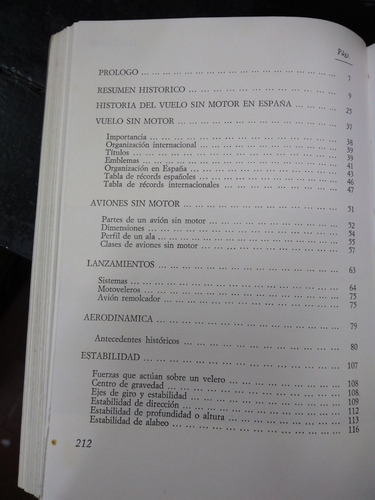 Pág.
PROLOGO ... ... ... ... ... ... ... ... ... ... ... ... ... ... ... 7
RESUMEN HISTORICO ... ... ... ... ... ... ... ... ... ... ... 9
HISTORIA DEL VUELO SIN MOTOR EN ESPAÑA ... ... ... ... ... 25
VUELO SIN MOTOR ... ... ... ... ... ... ... ... ... ... ... ... 37
Importancia ... ... ... ... ... ... ... ... ... ... ... ... 38
Organización internacional ... ... ... ... ... ... ... ... 39
Títulos ... ... ... ... ... ... ... ... ... ... ... ... ... 39
Emblemas ... ... ... ... ... ... ... ... ... ... ... ... 41
Organización en España ... ... ... ... ... ... ... ... ... 43
Tabla de récords españoles ... ... ... ... ... ... ... ... 46
Tabla de récords internacionales ... ... ... ... ... ... ... 47
AVIONES SIN MOTOR ... ... ... ... ... ... ... ... ... ... ... 51
Partes de un avión sin motor ... ... ... ... ... ... ... ... 52
Dimensiones ... ... ... ... ... ... ... ... ... ... ... ... 54
Perfil de un ala ... ... ... ... ... ... ... ... ... ... ... 55
Clases de aviones sin motor ... ... ... ... ... ... ... ... 57
LANZAMIENTOS ... ... ... ... ... ... ... ... ... ... ... ... 63
Sistemas ... ... ... ... ... ... ... ... ... ... ... ... ... 64
Motoveleros ... ... ... ... ... ... ... ... ... ... ... ... 75
Avión remolcador ... ... ... ... ... ... ... ... ... ... ... 75
AERODINAMICA ... ... ... ... ... ... ... ... ... ... ... ... 79
Antecedentes históticos ... ... ... ... ... ... ... ... ... 80
ESTABILIDAD ... ... ... ... ... ... ... ... ... ... ... ... ... 107
Fuerzas que actúan sobre un velero ... ... ... ... ... ... 108
Centro de gravedad ... ... ... ... ... ... ... ... ... ... 108
Ejes de giro y estabilidad ... ... ... ... ... ... ... ... 109
Estabilidad de dirección ... ... ... ... ... ... ... ... ... 112
Estabilidad de profundidad o altura ... ... ... ... ... ... 113
Estabilidad de alabeo ... ... ... ... ... ... ... ... ... ... 116
212